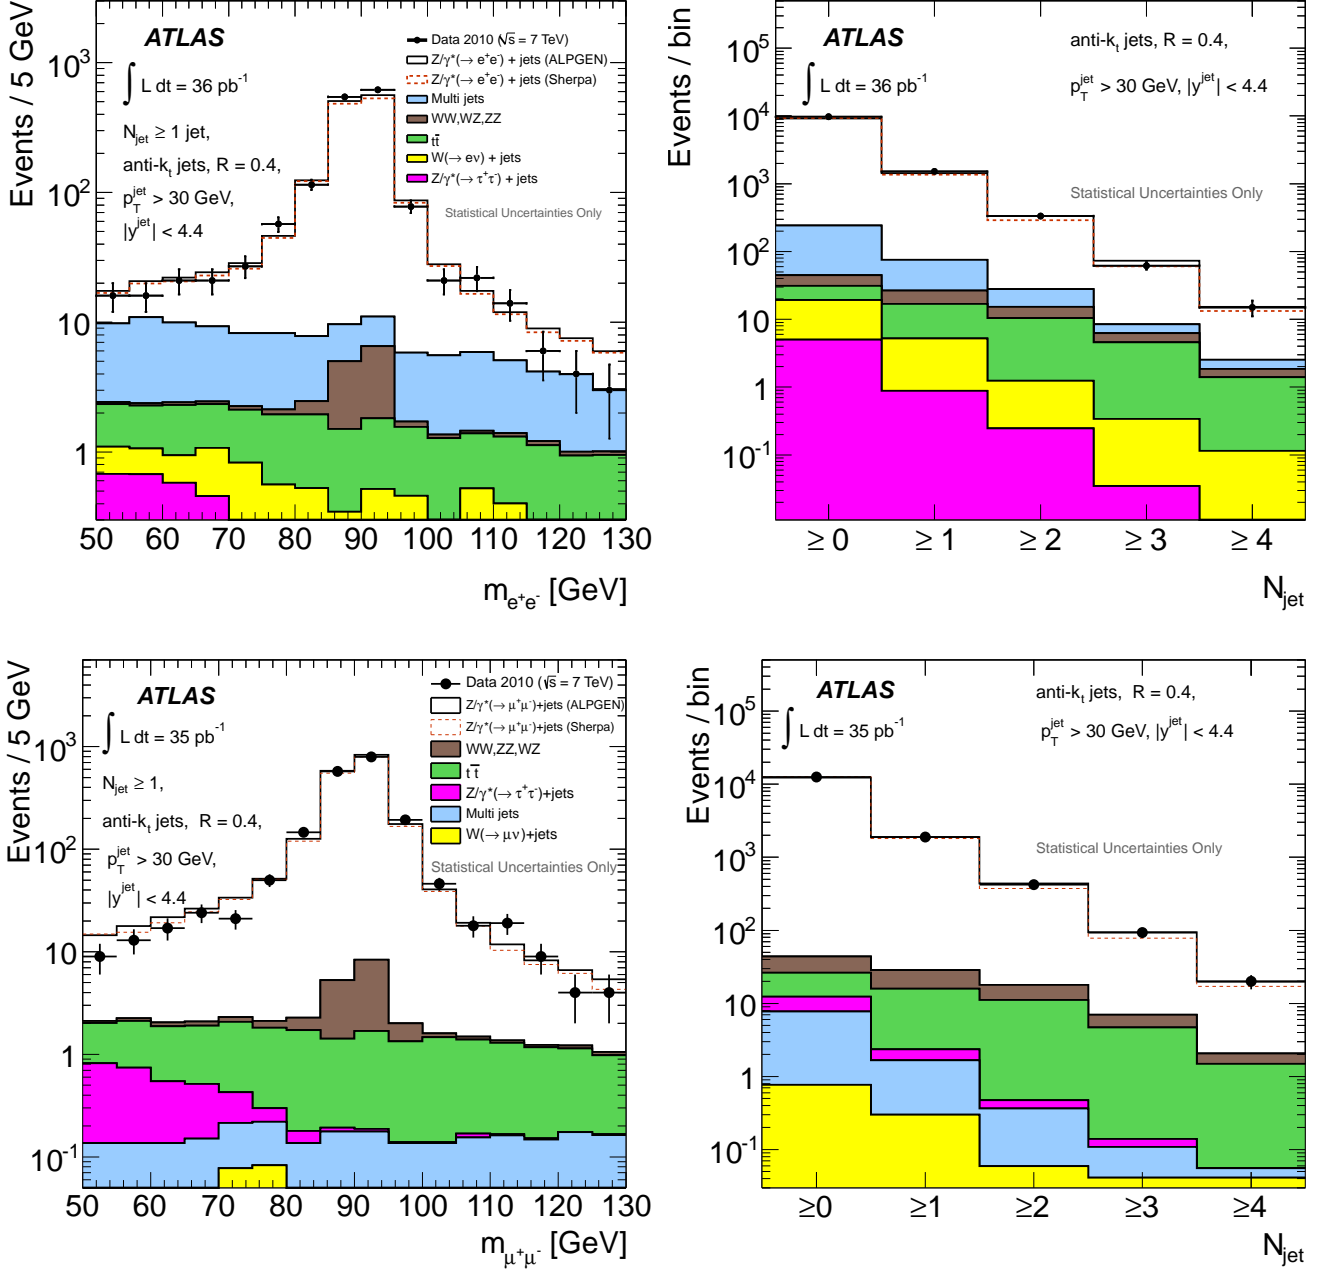 Events / 5 GeV
ATLAS
∫ L dt = 36 pb⁻¹
N_jet ≥ 1 jet,
anti-k_t jets, R = 0.4,
p_T^jet > 30 GeV,
|y^jet| < 4.4
Data 2010 (√s = 7 TeV)
Z/γ*(→ e⁺e⁻) + jets (ALPGEN)
Z/γ*(→ e⁺e⁻) + jets (Sherpa)
Multi jets
WW,WZ,ZZ
tt̄
W(→ eν) + jets
Z/γ*(→ τ⁺τ⁻) + jets
Statistical Uncertainties Only
10³
10²
10
1
50 60 70 80 90 100 110 120 130
m_e⁺e⁻ [GeV]
Events / bin
ATLAS
∫ L dt = 36 pb⁻¹
anti-k_t jets, R = 0.4,
p_T^jet > 30 GeV, |y^jet| < 4.4
Statistical Uncertainties Only
10⁵
10⁴
10³
10²
10
1
10⁻¹
≥ 0 ≥ 1 ≥ 2 ≥ 3 ≥ 4
N_jet
Events / 5 GeV
ATLAS
∫ L dt = 35 pb⁻¹
N_jet ≥ 1,
anti-k_t jets, R = 0.4,
p_T^jet > 30 GeV,
|y^jet| < 4.4
Data 2010 (√s = 7 TeV)
Z/γ*(→ μ⁺μ⁻)+jets (ALPGEN)
Z/γ*(→ μ⁺μ⁻)+jets (Sherpa)
WW,ZZ,WZ
t t̄
Z/γ*(→ τ⁺τ⁻)+jets
Multi jets
W(→ μν)+jets
Statistical Uncertainties Only
10³
10²
10
1
10⁻¹
50 60 70 80 90 100 110 120 130
m_μ⁺μ⁻ [GeV]
Events / bin
ATLAS
∫ L dt = 35 pb⁻¹
anti-k_t jets, R = 0.4,
p_T^jet > 30 GeV, |y^jet| < 4.4
Statistical Uncertainties Only
10⁵
10⁴
10³
10²
10
1
10⁻¹
≥0 ≥1 ≥2 ≥3 ≥4
N_jet